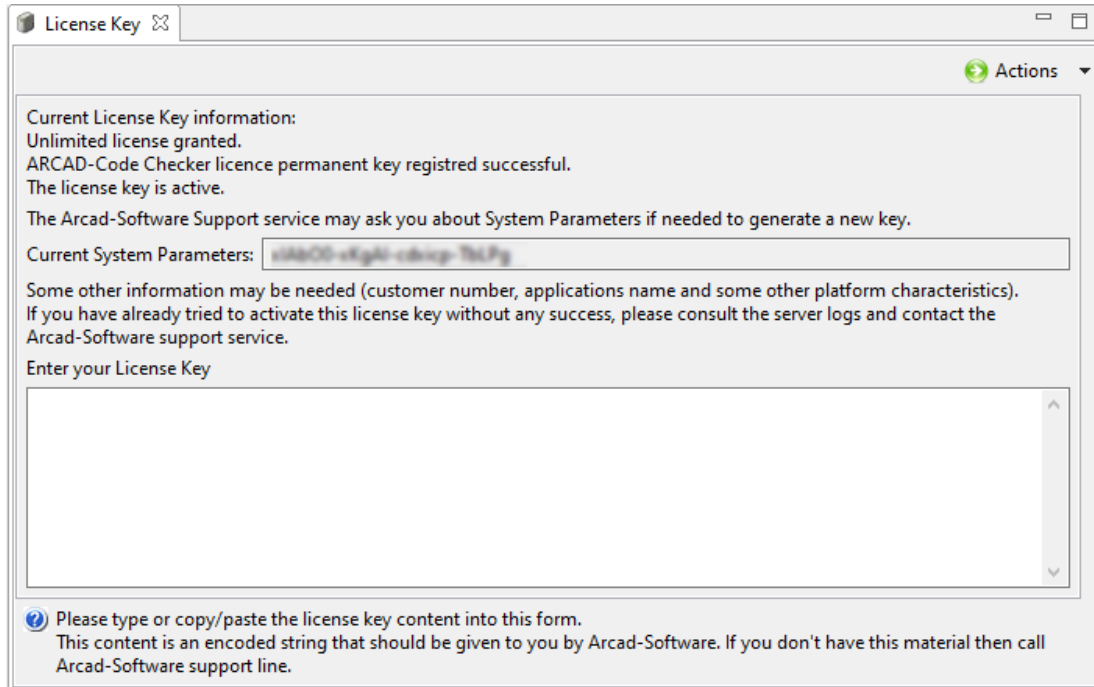 License Key
Actions
Current License Key information:
Unlimited license granted.
ARCAD-Code Checker licence permanent key registred successful.
The license key is active.
The Arcad-Software Support service may ask you about System Parameters if needed to generate a new key.
Current System Parameters:
Some other information may be needed (customer number, applications name and some other platform characteristics).
If you have already tried to activate this license key without any success, please consult the server logs and contact the
Arcad-Software support service.
Enter your License Key
Please type or copy/paste the license key content into this form.
This content is an encoded string that should be given to you by Arcad-Software. If you don't have this material then call
Arcad-Software support line.